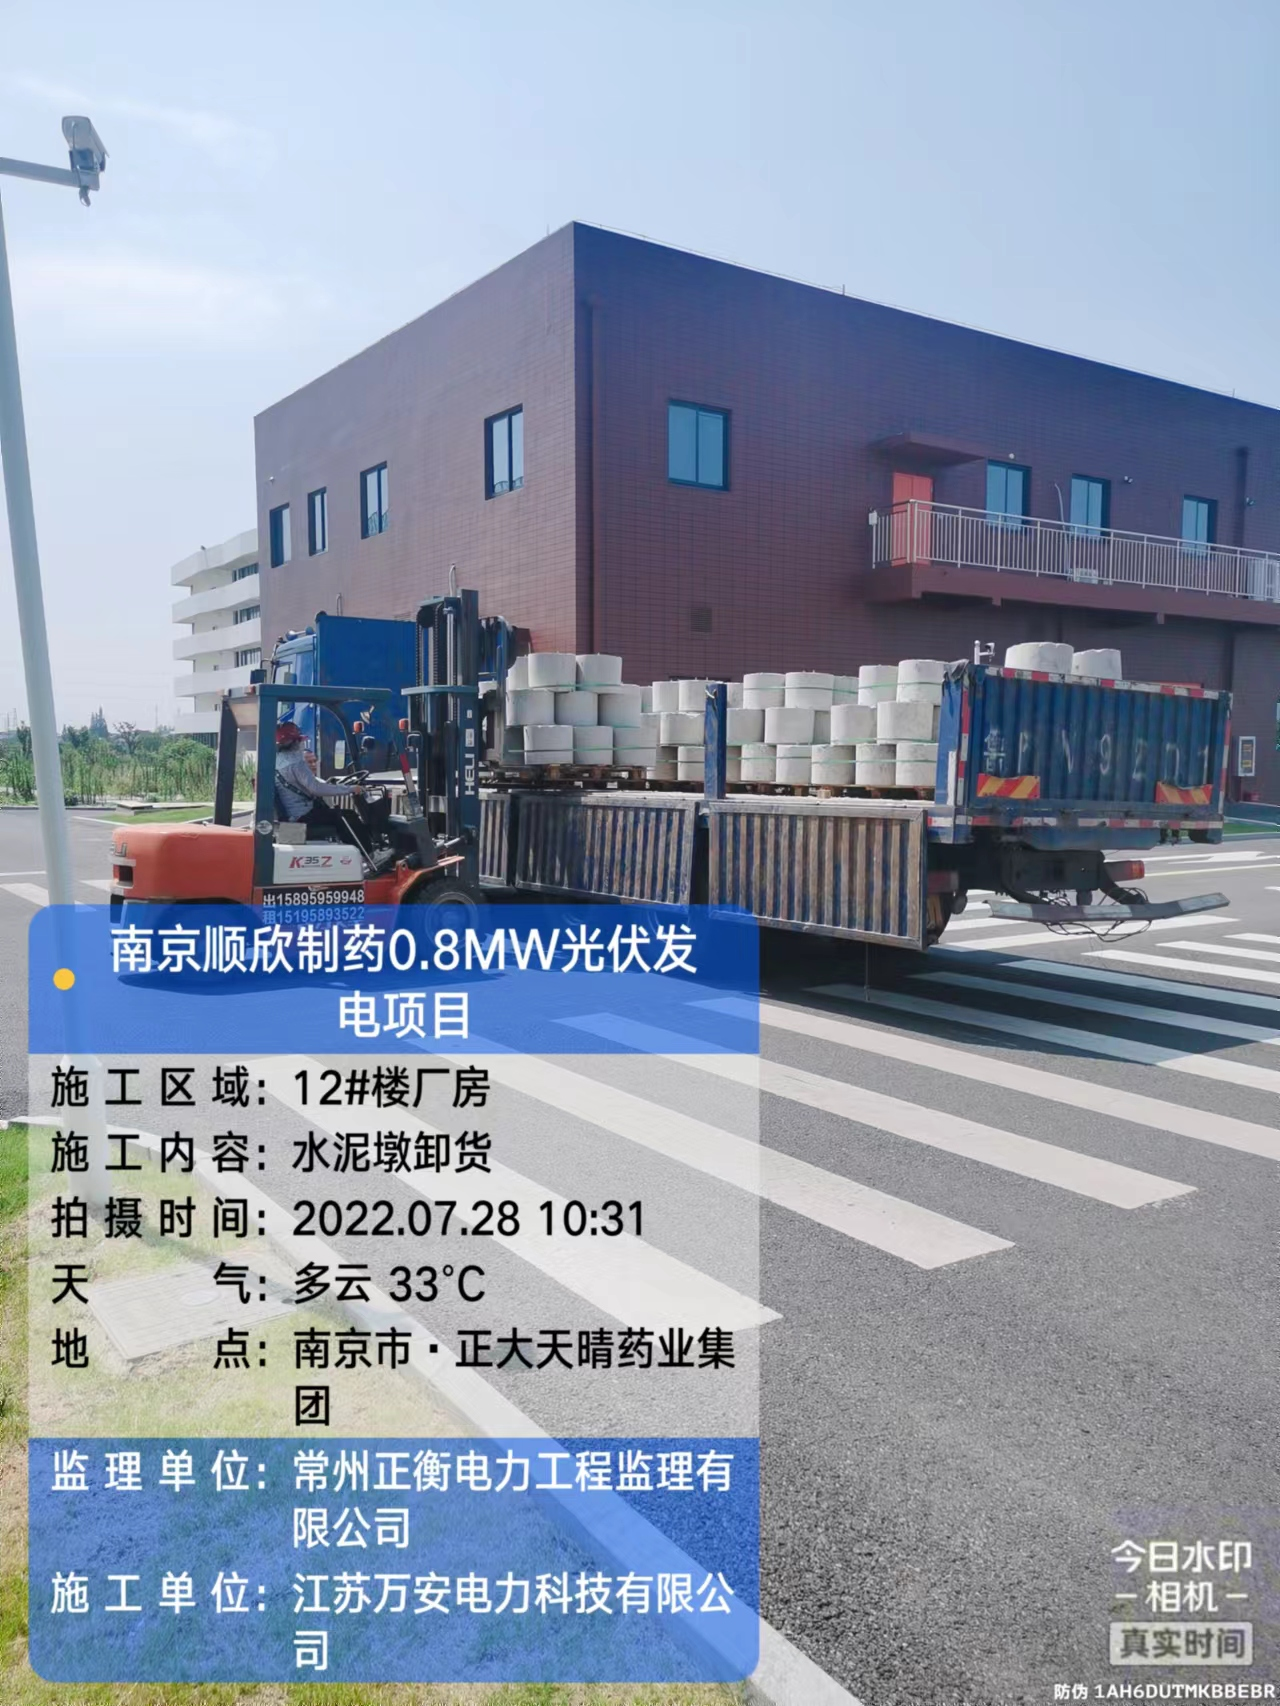 HELI
K35Z
出15895959948
租15195893522
南京顺欣制药0.8MW光伏发
电项目
施工区域：12#楼厂房
施工内容：水泥墩卸货
拍摄时间：2022.07.28 10:31
天气：多云 33°C
地点：南京市·正大天晴药业集
团
监理单位：常州正衡电力工程监理有
限公司
施工单位：江苏万安电力科技有限公
司
今日水印
相机
真实时间
防伪 1AH6DUTMKBBEBR